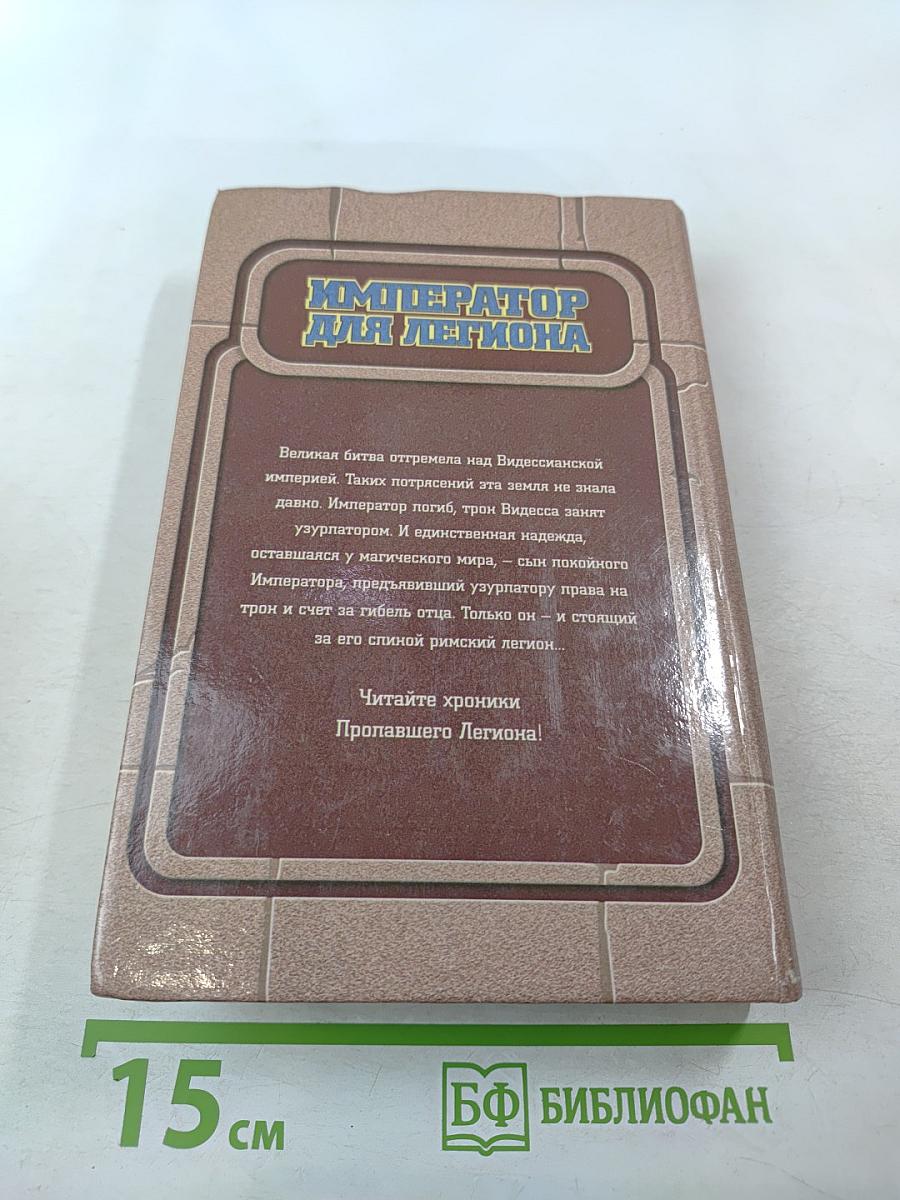 ИМПЕРАТОР
ДЛЯ ЛЕГИОНА
Великая битва отгремела над Видессианской
империей. Таких потрясений эта земля не знала
давно. Император погиб, трон Видесса занят
узурпатором. И единственная надежда,
оставшаяся у магического мира, – сын покойного
Императора, предъявивший узурпатору права на
трон и счет за гибель отца. Только он – и стоящий
за его спиной римский легион...
Читайте хроники
Пропавшего Легиона!
15 см
БФ БИБЛИОФАН